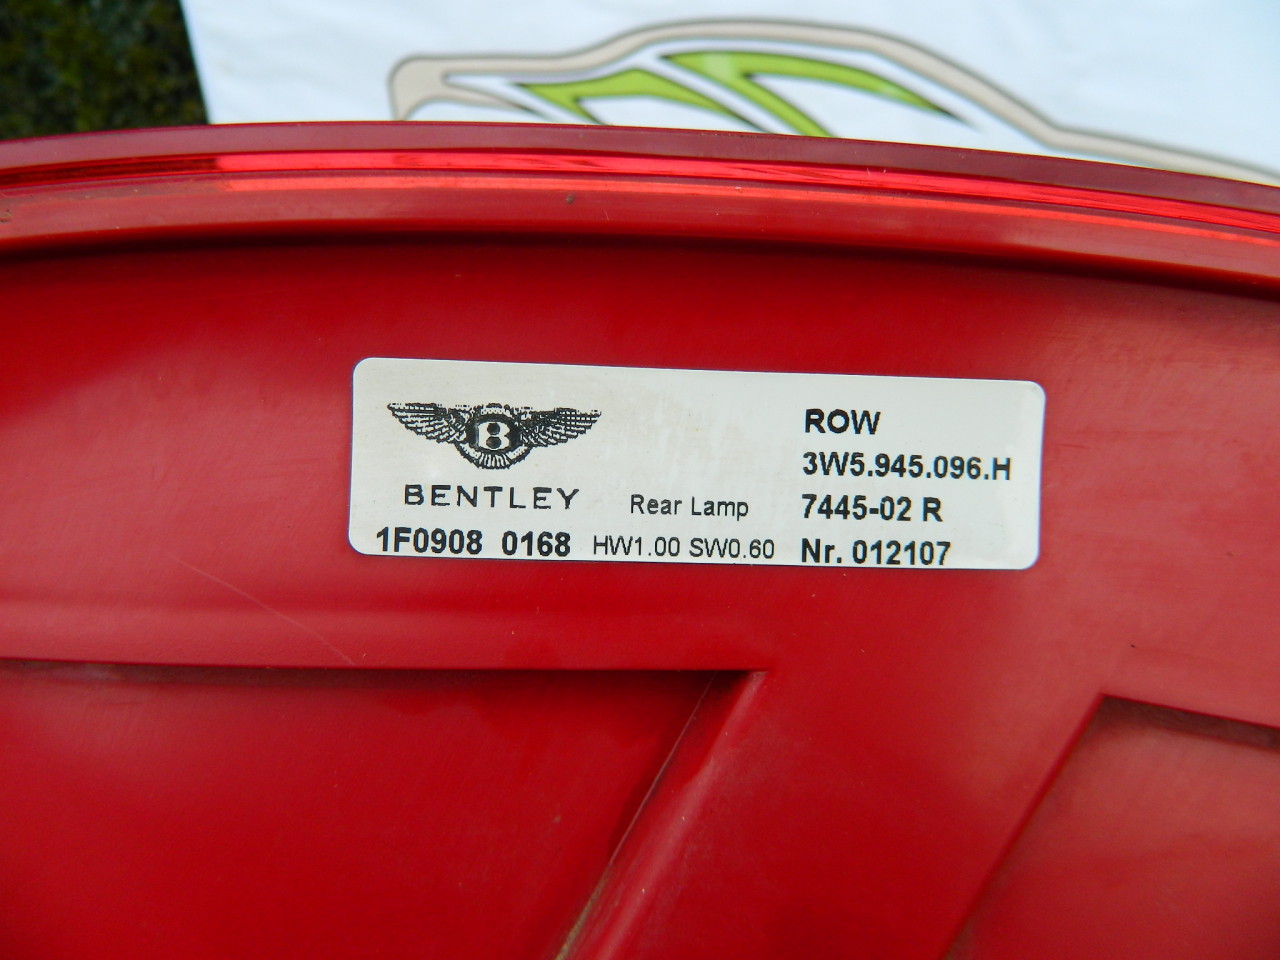 ROW
3W5.945.096.H
BENTLEY Rear Lamp 7445-02 R
1F0908 0168 HW1.00 SW0.60 Nr. 012107